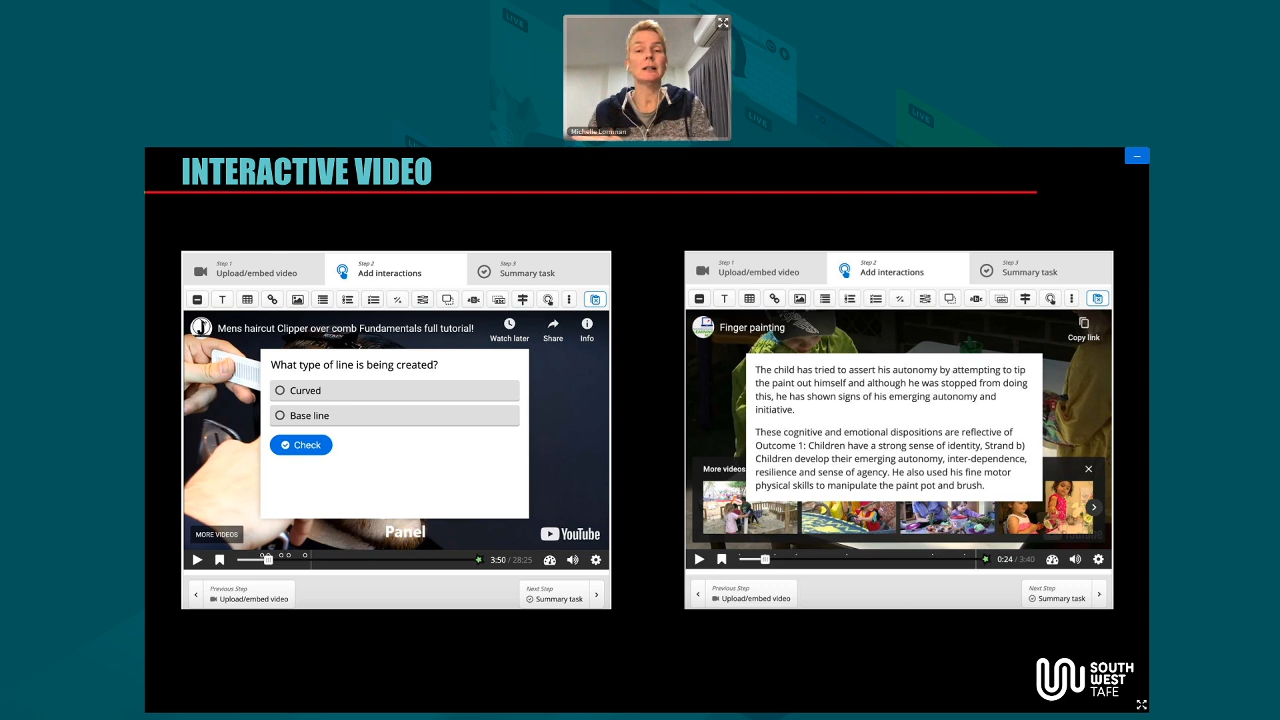 LIVE
LIVE
LIVE
Michelle Lornnan
INTERACTIVE VIDEO
Step 1
Upload/embed video
Step 2
Add interactions
Step 3
Summary task
T
Mens haircut Clipper over comb Fundamentals full tutorial!
Watch later
Share
Info
What type of line is being created?
Curved
Base line
Check
MORE VIDEOS
Panel
YouTube
3:50 / 28:25
Previous Step
Upload/embed video
Next Step
Summary task
Step 1
Upload/embed video
Step 2
Add interactions
Step 3
Summary task
T
Finger painting
Copy link
The child has tried to assert his autonomy by attempting to tip
the paint out himself and although he was stopped from doing
this, he has shown signs of his emerging autonomy and
initiative.
These cognitive and emotional dispositions are reflective of
Outcome 1: Children have a strong sense of identity, Strand b)
Children develop their emerging autonomy, inter-dependence,
resilience and sense of agency. He also used his fine motor
physical skills to manipulate the paint pot and brush.
More videos
0:24 / 3:40
Previous Step
Upload/embed video
Next Step
Summary task
SOUTH
WEST
TAFE